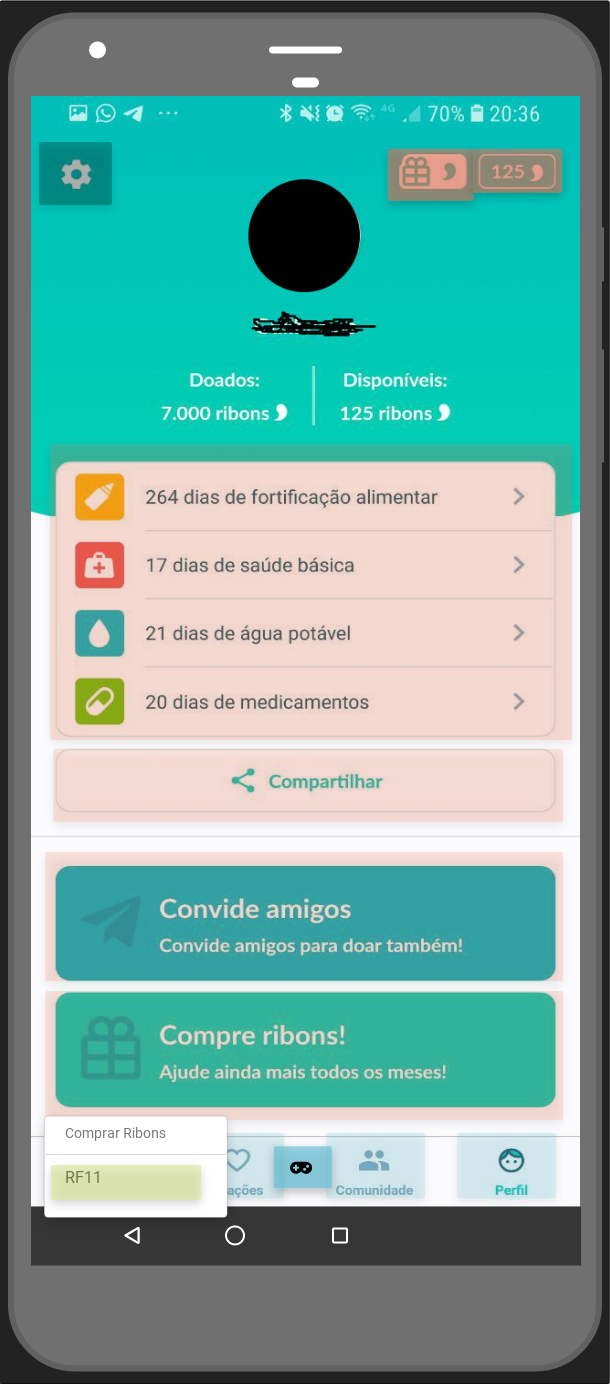 4G 70% 20:36
125
Doados:
7.000 ribons
Disponíveis:
125 ribons
264 dias de fortificação alimentar
17 dias de saúde básica
21 dias de água potável
20 dias de medicamentos
Compartilhar
Convide amigos
Convide amigos para doar também!
Compre ribons!
Ajude ainda mais todos os meses!
Comprar Ribons
RF11
ações
Comunidade
Perfil